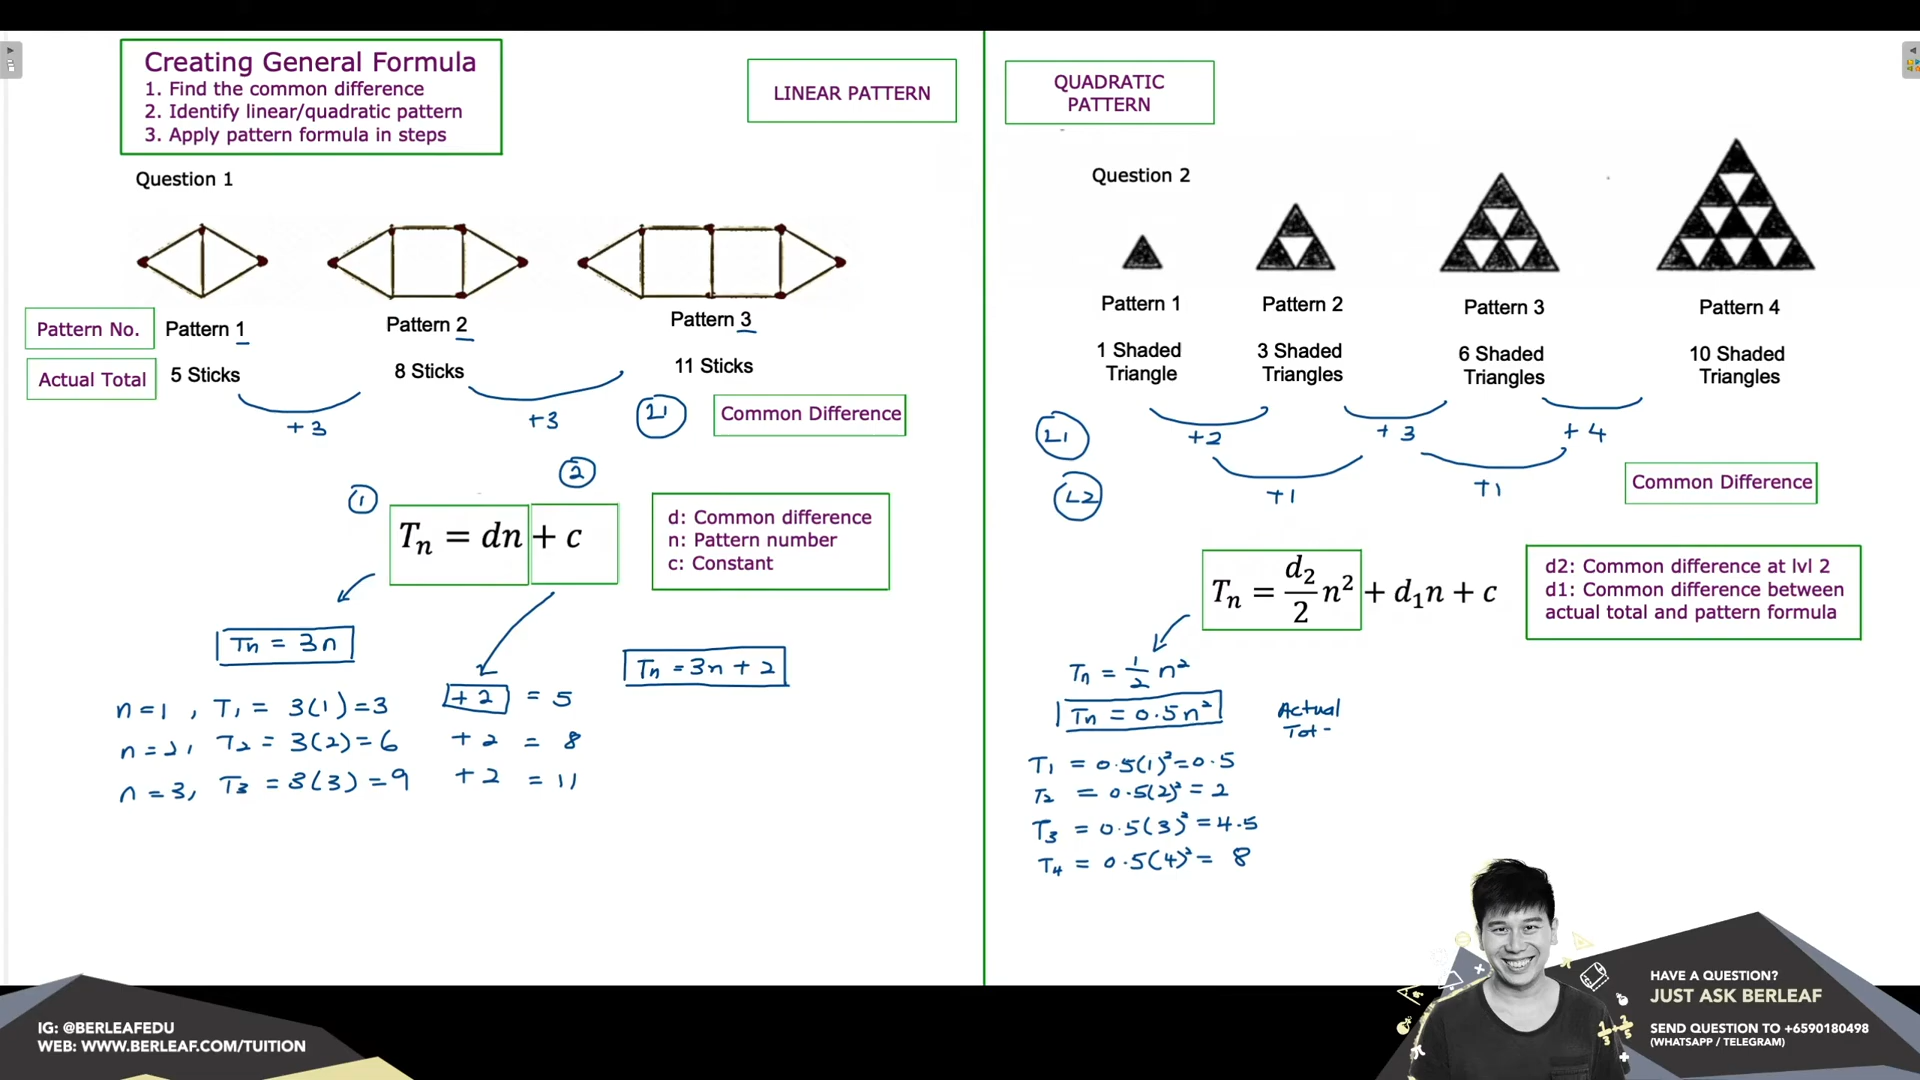 Creating General Formula
1. Find the common difference
2. Identify linear/quadratic pattern
3. Apply pattern formula in steps
LINEAR PATTERN
Question 1
Pattern No.
Pattern 1
Pattern 2
Pattern 3
Actual Total
5 Sticks
8 Sticks
11 Sticks
+3
+3
L1
Common Difference
1
2
Tn = dn + c
d: Common difference
n: Pattern number
c: Constant
Tn = 3n
Tn = 3n + 2
n=1, T1 = 3(1)=3 +2 = 5
n=2, T2 = 3(2)=6 +2 = 8
n=3, T3 = 3(3)=9 +2 = 11
QUADRATIC
PATTERN
Question 2
Pattern 1
Pattern 2
Pattern 3
Pattern 4
1 Shaded
Triangle
3 Shaded
Triangles
6 Shaded
Triangles
10 Shaded
Triangles
L1
+2
+3
+4
L2
+1
+1
Common Difference
Tn = d2/2 n² + d1n + c
d2: Common difference at lvl 2
d1: Common difference between
actual total and pattern formula
Tn = 1/2 n²
Tn = 0.5n²
Actual
Tot-
T1 = 0.5(1)²=0.5
T2 = 0.5(2)² = 2
T3 = 0.5(3)² = 4.5
T4 = 0.5(4)² = 8
IG: @BERLEAFEDU
WEB: WWW.BERLEAF.COM/TUITION
HAVE A QUESTION?
JUST ASK BERLEAF
SEND QUESTION TO +6590180498
(WHATSAPP / TELEGRAM)